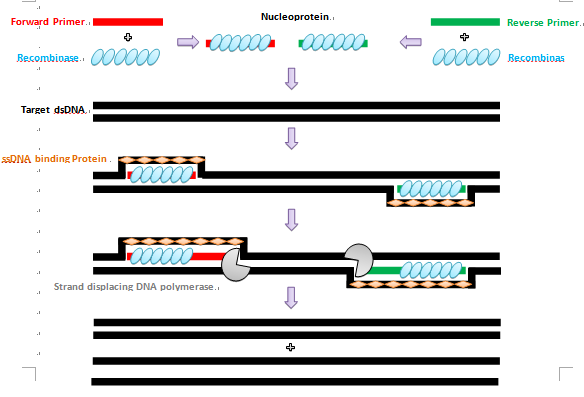 Nucleoprotein.
Forward Primer.
Reverse Primer.
+
+
Recombinase.
Recombinas
Target dsDNA
ssDNA binding Protein.
Strand displacing DNA polymerase.
+